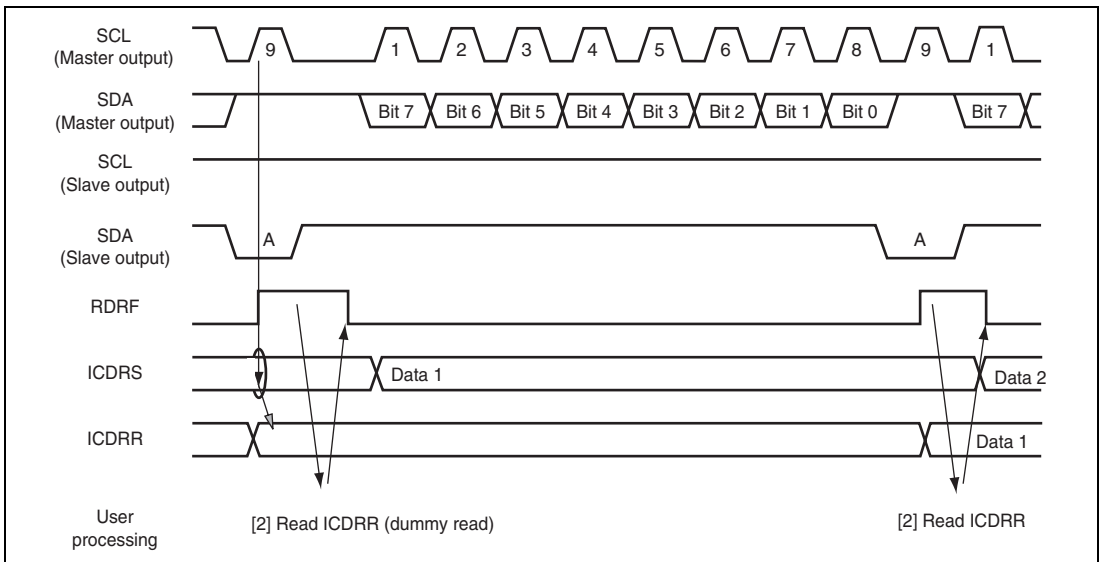 SCL
(Master output)
9 1 2 3 4 5 6 7 8 9 1
SDA
(Master output)
Bit 7 Bit 6 Bit 5 Bit 4 Bit 3 Bit 2 Bit 1 Bit 0 Bit 7
SCL
(Slave output)
SDA
(Slave output)
A A
RDRF
ICDRS
Data 1 Data 2
ICDRR
Data 1
User
processing
[2] Read ICDRR (dummy read) [2] Read ICDRR